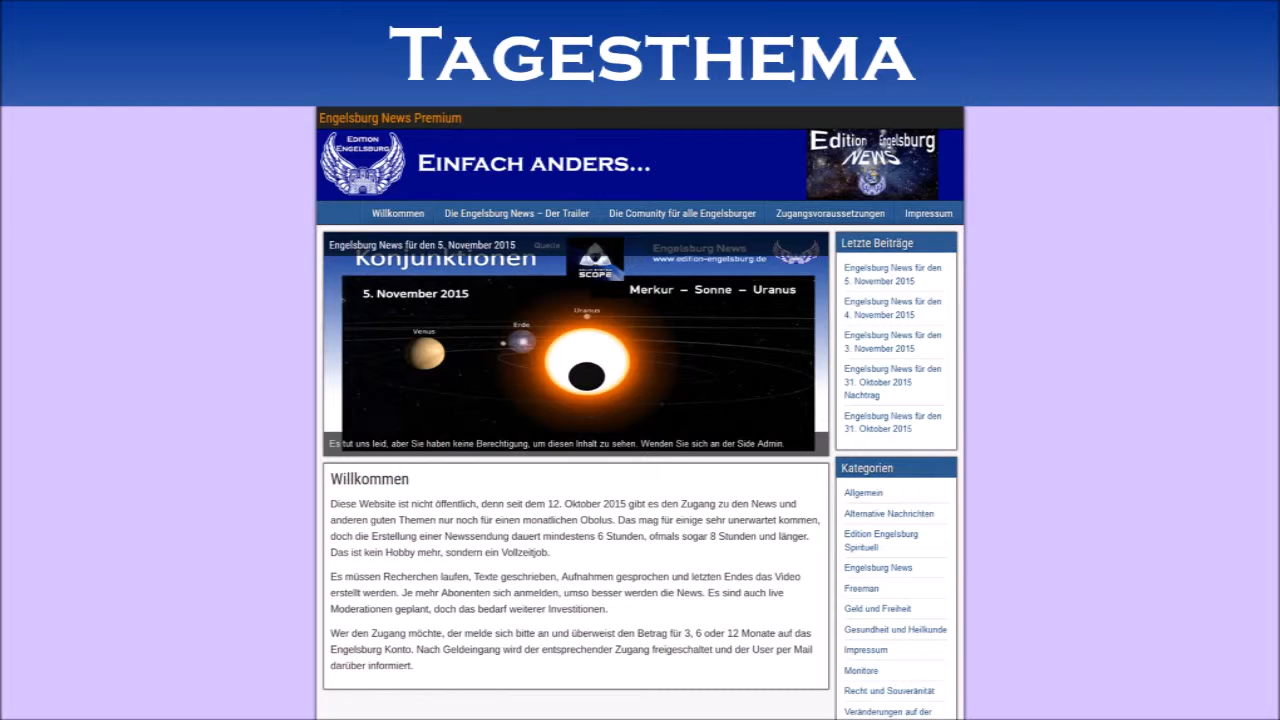 TAGESTHEMA
Engelsburg News Premium
EDITION
ENGELSBURG
EINFACH ANDERS...
Edition Engelsburg
NEWS
Willkommen
Die Engelsburg News – Der Trailer
Die Comunity für alle Engelsburger
Zugangsvoraussetzungen
Impressum
Engelsburg News für den 5. November 2015
Quelle
Konjunktionen
SCOPE
Engelsburg News
www.edition-engelsburg.de
5. November 2015
Merkur – Sonne – Uranus
Uranus
Venus
Erde
Es tut uns leid, aber Sie haben keine Berechtigung, um diesen Inhalt zu sehen. Wenden Sie sich an der Side Admin.
Willkommen
Diese Website ist nicht öffentlich, denn seit dem 12. Oktober 2015 gibt es den Zugang zu den News und
anderen guten Themen nur noch für einen monatlichen Obolus. Das mag für einige sehr unerwartet kommen,
doch die Erstellung einer Newssendung dauert mindestens 6 Stunden, ofmals sogar 8 Stunden und länger.
Das ist kein Hobby mehr, sondern ein Vollzeitjob.
Es müssen Recherchen laufen, Texte geschrieben, Aufnahmen gesprochen und letzten Endes das Video
erstellt werden. Je mehr Abonenten sich anmelden, umso besser werden die News. Es sind auch live
Moderationen geplant, doch das bedarf weiterer Investitionen.
Wer den Zugang möchte, der melde sich bitte an und überweist den Betrag für 3, 6 oder 12 Monate auf das
Engelsburg Konto. Nach Geldeingang wird der entsprechender Zugang freigeschaltet und der User per Mail
darüber informiert.
Letzte Beiträge
Engelsburg News für den
5. November 2015
Engelsburg News für den
4. November 2015
Engelsburg News für den
3. November 2015
Engelsburg News für den
31. Oktober 2015
Nachtrag
Engelsburg News für den
31. Oktober 2015
Kategorien
Allgemein
Alternative Nachrichten
Edition Engelsburg
Spirituell
Engelsburg News
Freeman
Geld und Freiheit
Gesundheit und Heilkunde
Impressum
Monitore
Recht und Souveränität
Veränderungen auf der